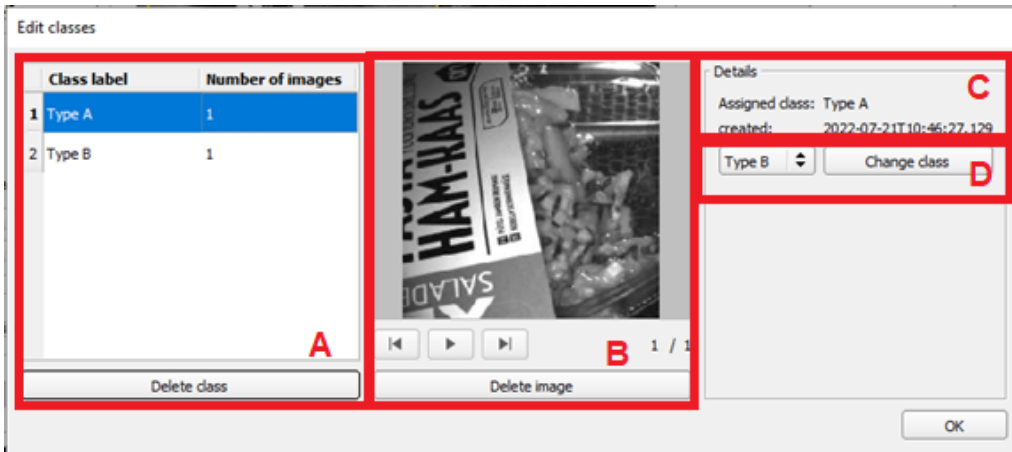 Edit classes
Class label Number of images
1 Type A 1
2 Type B 1
A
Delete class
HAM-KAAS
SALADE
B
1 / 1
Delete image
Details
C
Assigned class: Type A
created: 2022-07-21T10:46:27.129
Type B Change class
D
OK